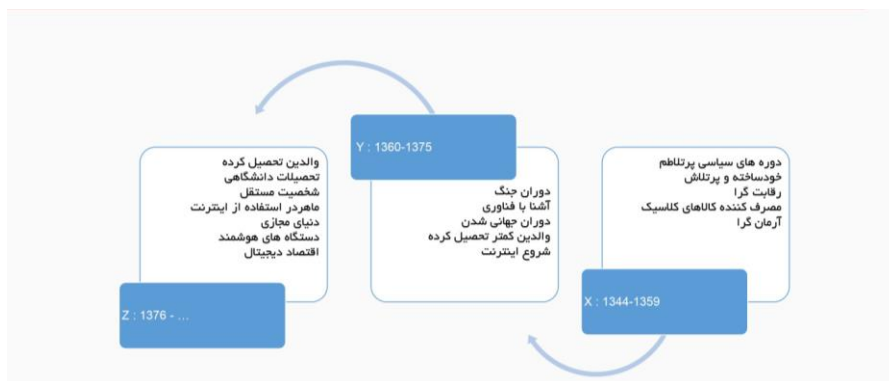 دوره های سیاسی پرتلاطم
خودساخته و پرتلاش
رقابت گرا
مصرف کننده کالاهای کلاسیک
آرمان گرا
X : 1344-1359
Y : 1360-1375
دوران جنگ
آشنا با فناوری
دوران جهانی شدن
والدین کمتر تحصیل کرده
شروع اینترنت
والدین تحصیل کرده
تحصیلات دانشگاهی
شخصیت مستقل
ماهردر استفاده از اینترنت
دنیای مجازی
دستگاه های هوشمند
اقتصاد دیجیتال
Z : 1376 - ...